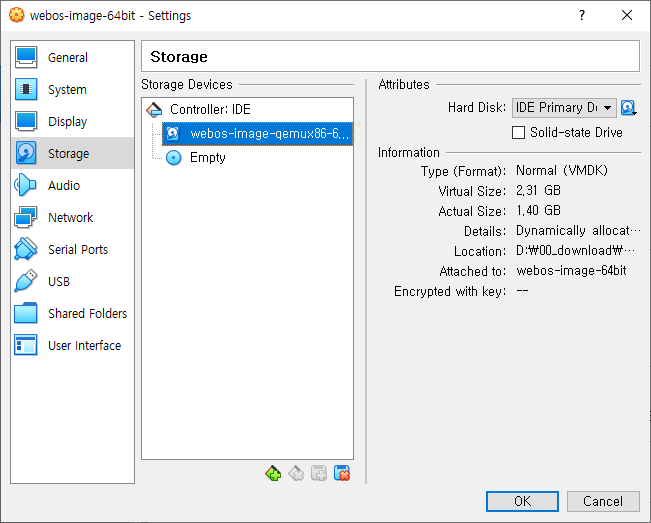 webos-image-64bit - Settings
?
General
System
Display
Storage
Audio
Network
Serial Ports
USB
Shared Folders
User Interface
Storage
Storage Devices
Controller: IDE
webos-image-qemux86-6...
Empty
Attributes
Hard Disk: IDE Primary De
Solid-state Drive
Information
Type (Format): Normal (VMDK)
Virtual Size: 2,31 GB
Actual Size: 1,40 GB
Details: Dynamically allocat···
Location: D:₩00_download₩···
Attached to: webos-image-64bit
Encrypted with key: --
OK
Cancel